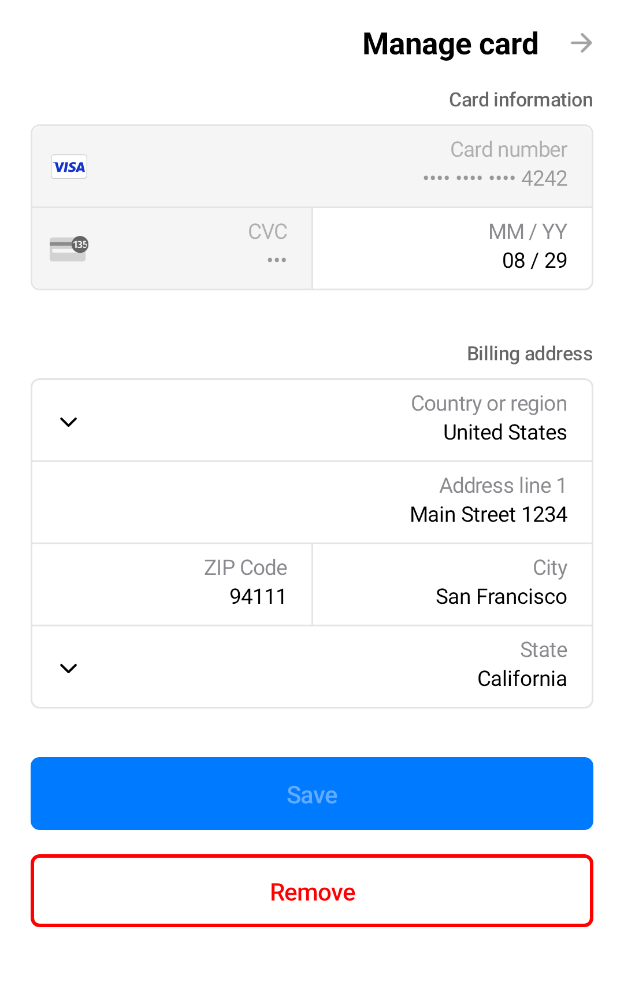 Manage card
Card information
Card number
VISA
•••• •••• •••• 4242
MM / YY
08 / 29
CVC
•••
135
Billing address
Country or region
United States
Address line 1
Main Street 1234
City
San Francisco
ZIP Code
94111
State
California
Save
Remove